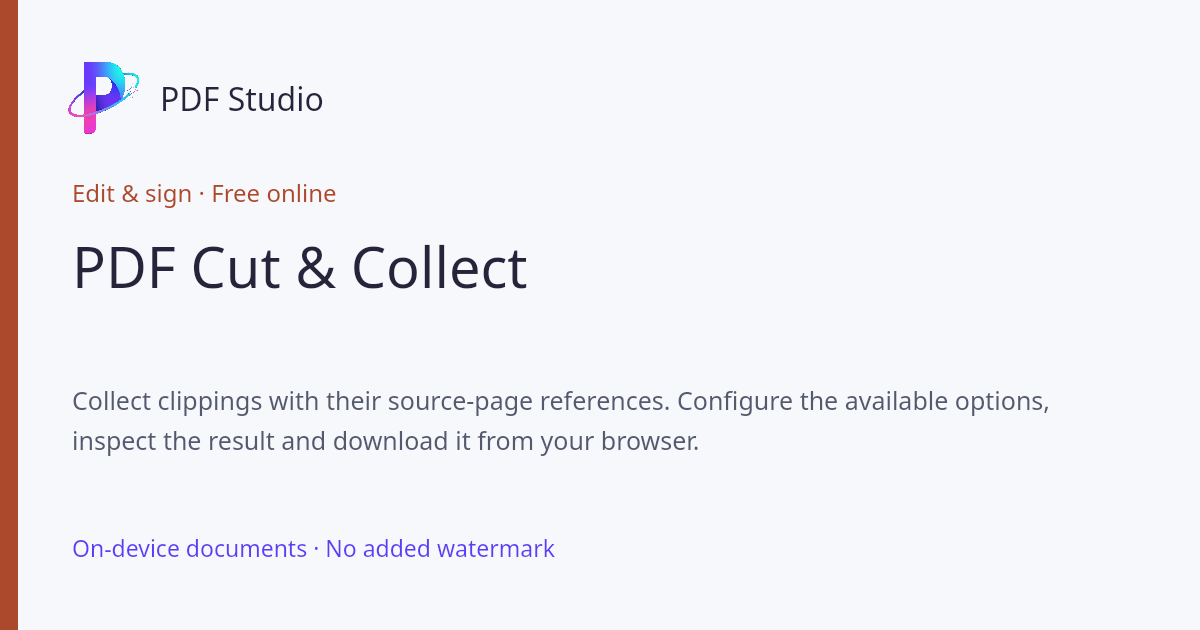 PDF Studio
Edit & sign · Free online
PDF Cut & Collect
Collect clippings with their source-page references. Configure the available options,
inspect the result and download it from your browser.
On-device documents · No added watermark